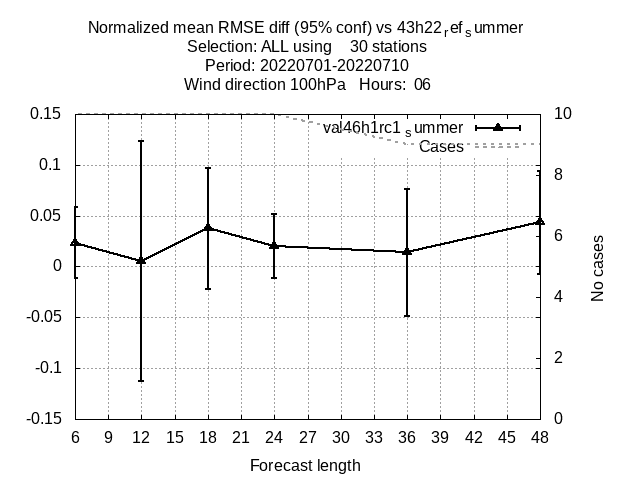 Normalized mean RMSE diff (95% conf) vs 43h22refsummer
Selection: ALL using 30 stations
Period: 20220701-20220710
Wind direction 100hPa Hours: 06
val46h1rc1summer
Cases
0.15
0.1
0.05
0
-0.05
-0.1
-0.15
10
8
6
4
2
0
No cases
6 9 12 15 18 21 24 27 30 33 36 39 42 45 48
Forecast length